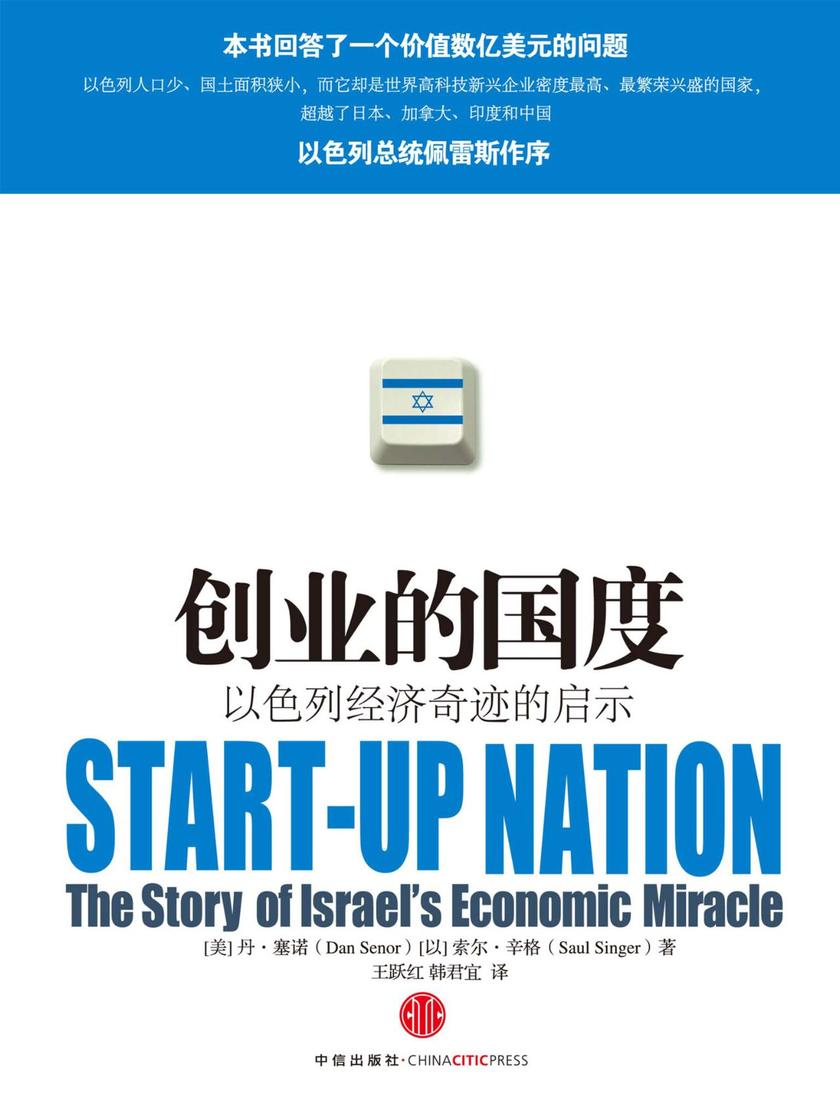 本书回答了一个价值数亿美元的问题
以色列人口少、国土面积狭小，而它却是世界高科技新兴企业密度最高、最繁荣兴盛的国家，
超越了日本、加拿大、印度和中国
以色列总统佩雷斯作序
创业的国度
以色列经济奇迹的启示
START-UP NATION
The Story of Israel's Economic Miracle
[美] 丹·塞诺（Dan Senor）[以] 索尔·辛格（Saul Singer）著
王跃红 韩君宜 译
中信出版社·CHINACITICPRESS